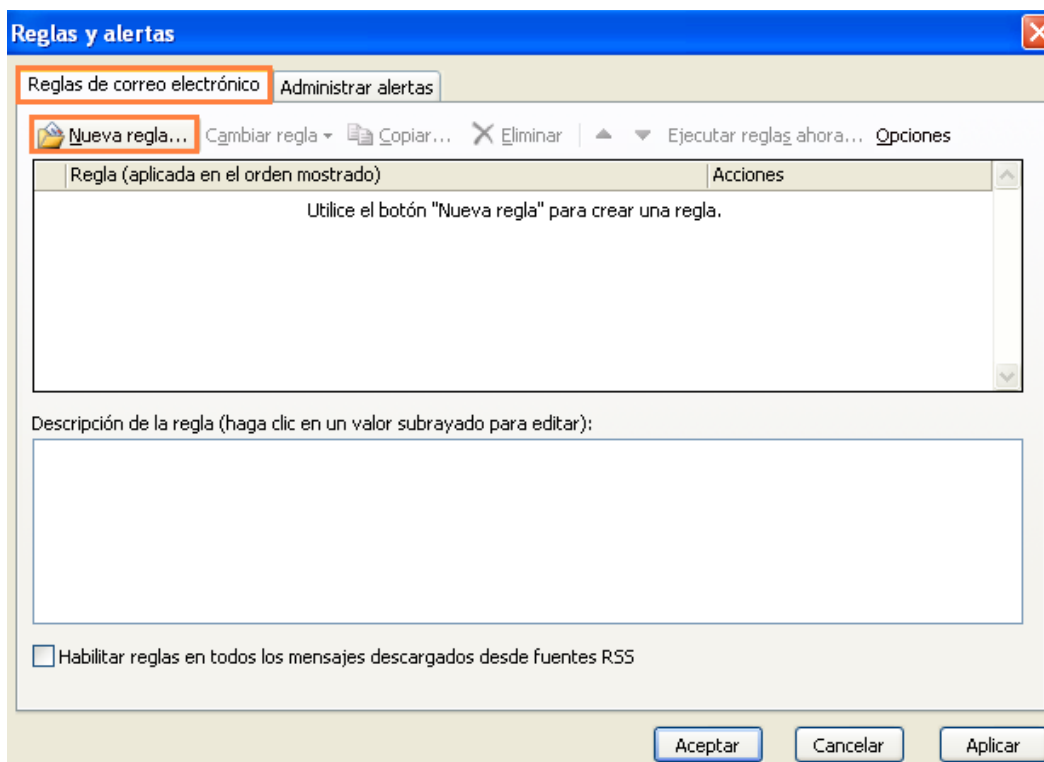 Reglas y alertas
Reglas de correo electrónico Administrar alertas
Nueva regla... Cambiar regla Copiar... Eliminar Ejecutar reglas ahora... Opciones
Regla (aplicada en el orden mostrado) Acciones
Utilice el botón "Nueva regla" para crear una regla.
Descripción de la regla (haga clic en un valor subrayado para editar):
Habilitar reglas en todos los mensajes descargados desde fuentes RSS
Aceptar Cancelar Aplicar